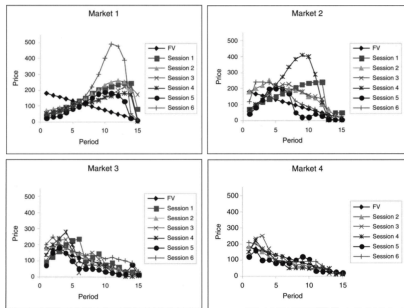 Market 1
Price
500
400
300
200
100
0
0 5 10 15
Period
FV
Session 1
Session 2
Session 3
Session 4
Session 5
Session 6
Market 2
Price
500
400
300
200
100
0
0 5 10 15
Period
FV
Session 1
Session 2
Session 3
Session 4
Session 5
Session 6
Market 3
Price
500
400
300
200
100
0
0 5 10 15
Period
FV
Session 1
Session 2
Session 3
Session 4
Session 5
Session 6
Market 4
Price
500
400
300
200
100
0
0 5 10 15
Period
FV
Session 2
Session 3
Session 4
Session 5
Session 6